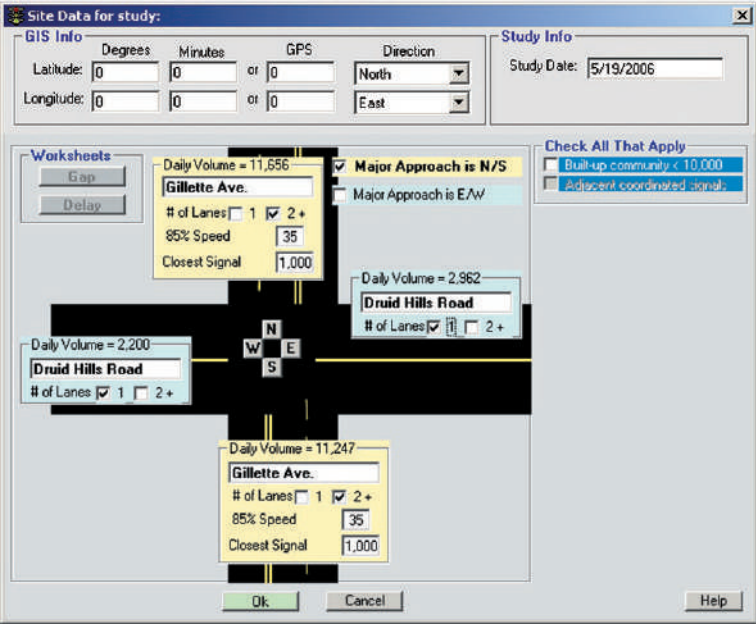 Site Data for study:
GIS Info
Degrees Minutes GPS Direction
Latitude: 0 0 or 0 North
Longitude: 0 0 or 0 East
Study Info
Study Date: 5/19/2006
Worksheets
Gap
Delay
Daily Volume = 11,656
Gillette Ave.
# of Lanes 1 2 +
85% Speed 35
Closest Signal 1,000
Major Approach is N/S
Major Approach is E/W
Check All That Apply
Built-up community < 10,000
Adjacent coordinated signals
Daily Volume = 2,962
Druid Hills Road
# of Lanes 1 2 +
N
W E
S
Daily Volume = 2,200
Druid Hills Road
# of Lanes 1 2 +
Daily Volume = 11,247
Gillette Ave.
# of Lanes 1 2 +
85% Speed 35
Closest Signal 1,000
Ok Cancel Help